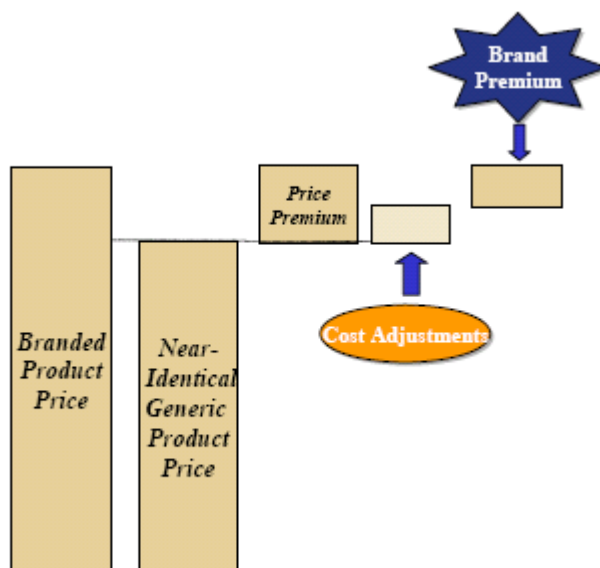 Brand
Premium
Price
Premium
Cost Adjustments
Branded
Product
Price
Near-
Identical
Generic
Product
Price